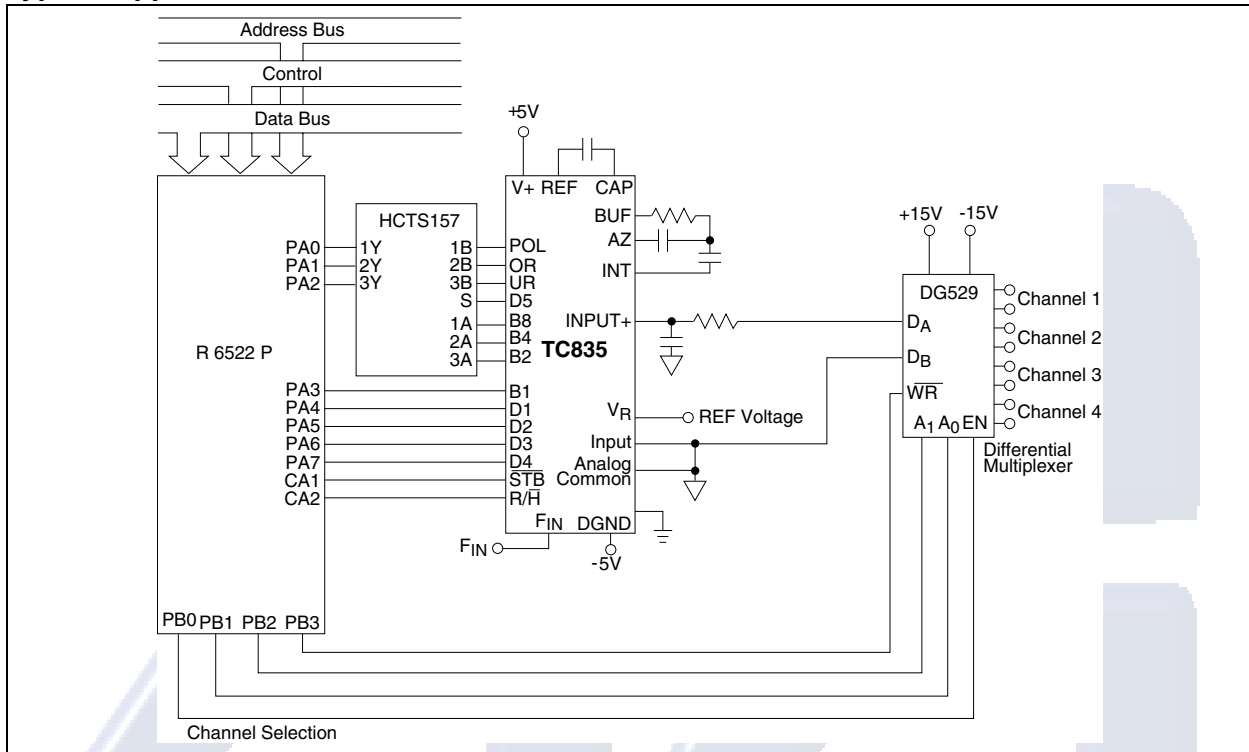 Address Bus
Control
Data Bus
+5V
V+ REF CAP
BUF
AZ
INT
HCTS157
PA0 1Y 1B POL
PA1 2Y 2B OR
PA2 3Y 3B UR
S D5
1A B8
2A B4
3A B2
R 6522 P
TC835
INPUT+
PA3 B1
PA4 D1
PA5 D2
PA6 D3
PA7 D4
CA1 STB
CA2 R/H
VR REF Voltage
Input
Analog
Common
FIN DGND
FIN
-5V
+15V -15V
DG529
DA
DB
WR
A1 A0 EN
Channel 1
Channel 2
Channel 3
Channel 4
Differential
Multiplexer
PB0 PB1 PB2 PB3
Channel Selection